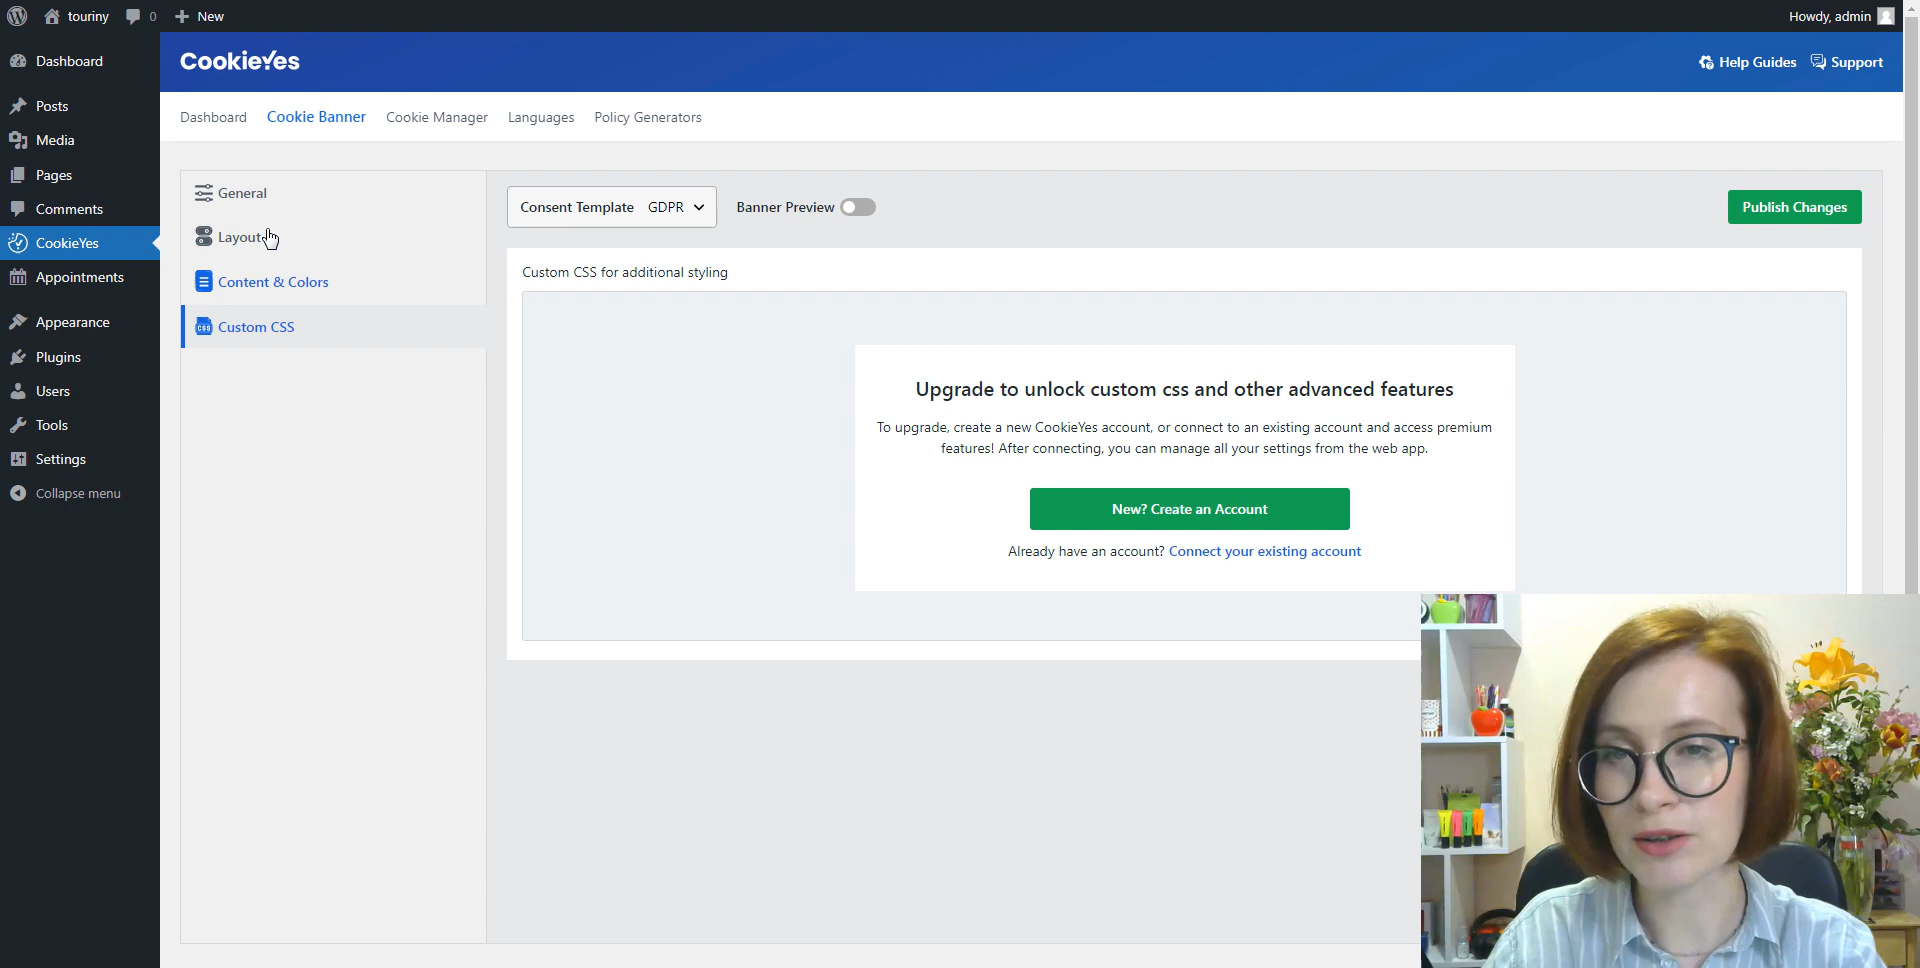 touriny
0
New
Howdy, admin
Dashboard
Posts
Media
Pages
Comments
CookieYes
Appointments
Appearance
Plugins
Users
Tools
Settings
Collapse menu
CookieYes
Help Guides
Support
Dashboard
Cookie Banner
Cookie Manager
Languages
Policy Generators
General
Layout
Content & Colors
css Custom CSS
Consent Template GDPR
Banner Preview
Publish Changes
Custom CSS for additional styling
Upgrade to unlock custom css and other advanced features
To upgrade, create a new CookieYes account, or connect to an existing account and access premium
features! After connecting, you can manage all your settings from the web app.
New? Create an Account
Already have an account? Connect your existing account